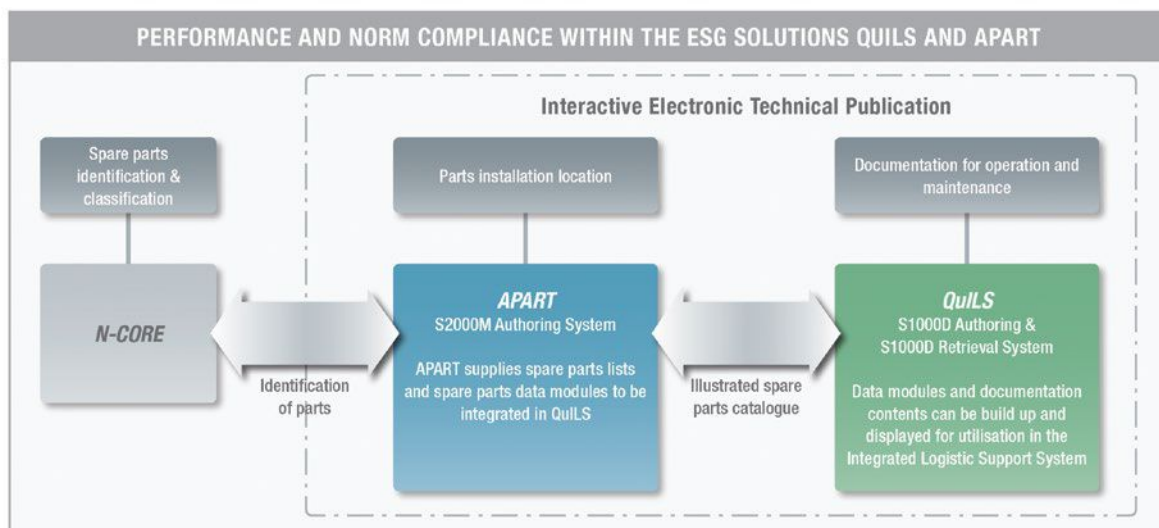 PERFORMANCE AND NORM COMPLIANCE WITHIN THE ESG SOLUTIONS QUILS AND APART
Interactive Electronic Technical Publication
Spare parts
identification &
classification
Parts installation location
Documentation for operation and
maintenance
N-CORE
Identification
of parts
APART
S2000M Authoring System
APART supplies spare parts lists
and spare parts data modules to be
integrated in QuILS
Illustrated spare
parts catalogue
QuILS
S1000D Authoring &
S1000D Retrieval System
Data modules and documentation
contents can be build up and
displayed for utilisation in the
Integrated Logistic Support System